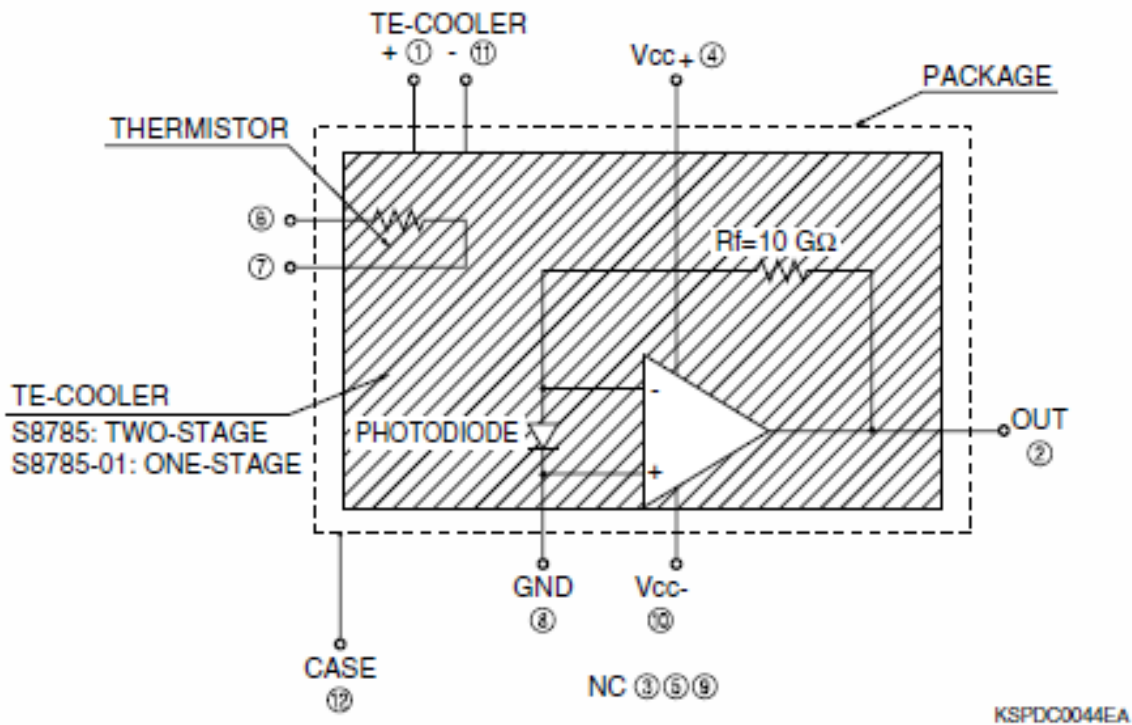 TE-COOLER
+ ① - ⑪
Vcc+ ④
PACKAGE
THERMISTOR
⑥
⑦
Rf=10 GΩ
TE-COOLER
S8785: TWO-STAGE
S8785-01: ONE-STAGE
PHOTODIODE
-
+
OUT
②
GND
⑧
Vcc-
⑩
CASE
⑫
NC ③⑤⑨
KSPDC0044EA